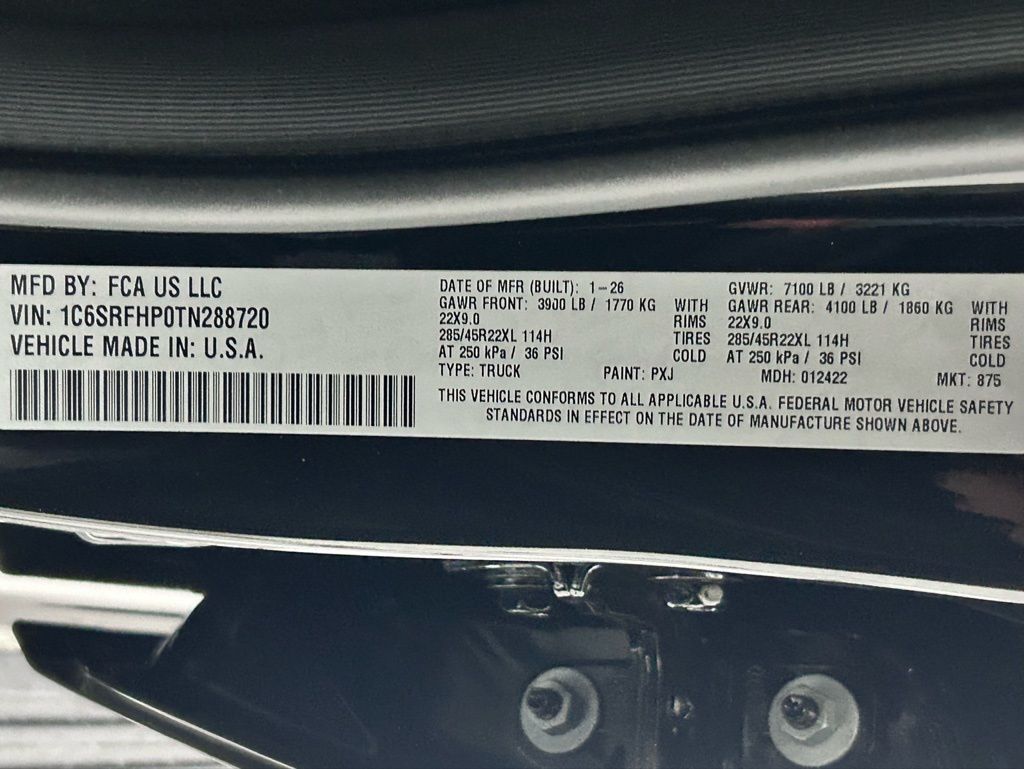 MFD BY: FCA US LLC
VIN: 1C6SRFHP0TN288720
VEHICLE MADE IN: U.S.A.
DATE OF MFR (BUILT): 1-26
GAWR FRONT: 3900 LB / 1770 KG WITH
22X9.0 RIMS
285/45R22XL 114H TIRES
AT 250 kPa / 36 PSI COLD
GVWR: 7100 LB / 3221 KG
GAWR REAR: 4100 LB / 1860 KG WITH
22X9.0 RIMS
285/45R22XL 114H TIRES
AT 250 kPa / 36 PSI COLD
TYPE: TRUCK PAINT: PXJ MDH: 012422 MKT: 875
THIS VEHICLE CONFORMS TO ALL APPLICABLE U.S.A. FEDERAL MOTOR VEHICLE SAFETY
STANDARDS IN EFFECT ON THE DATE OF MANUFACTURE SHOWN ABOVE.